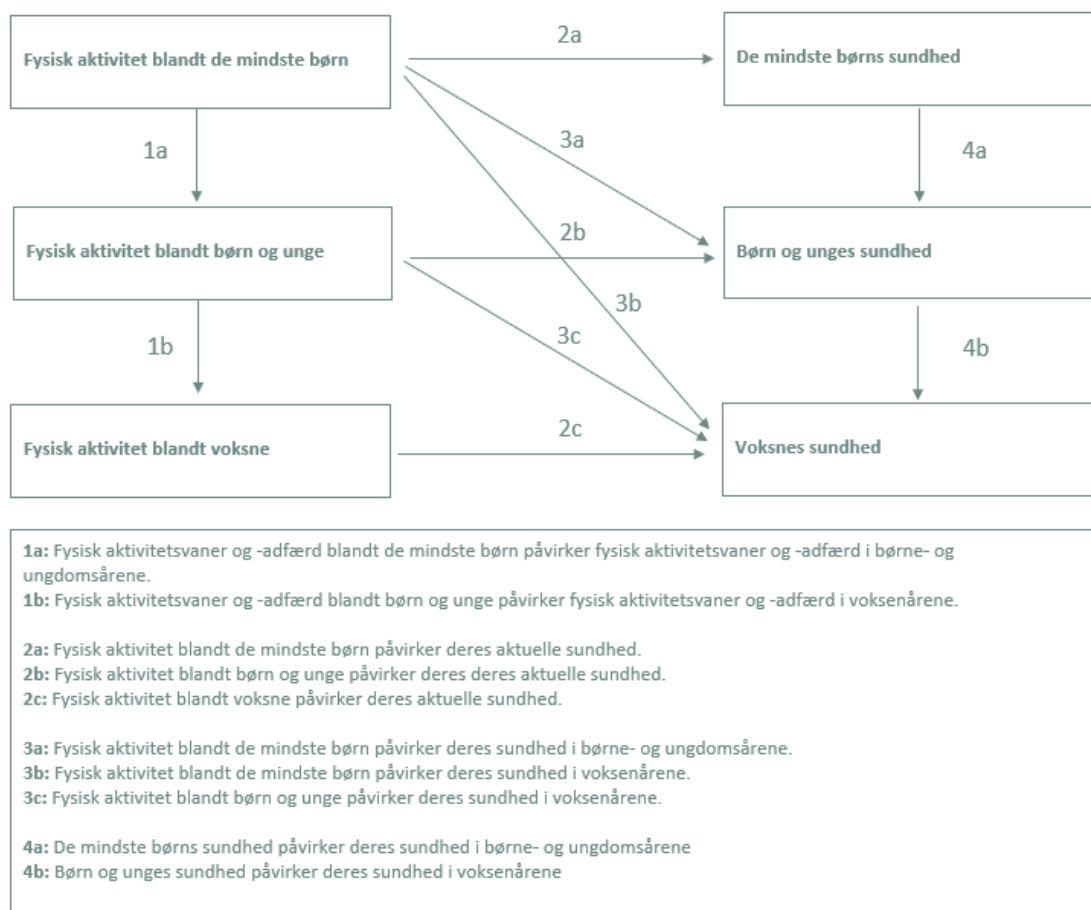 Fysisk aktivitet blandt de mindste børn
2a
De mindste børns sundhed
1a
3a
4a
Fysisk aktivitet blandt børn og unge
2b
Børn og unges sundhed
3b
1b
3c
4b
Fysisk aktivitet blandt voksne
2c
Voksnes sundhed
1a: Fysisk aktivitetsvaner og -adfærd blandt de mindste børn påvirker fysisk aktivitetsvaner og -adfærd i børne- og
ungdomsårene.
1b: Fysisk aktivitetsvaner og -adfærd blandt børn og unge påvirker fysisk aktivitetsvaner og -adfærd i voksenårene.
2a: Fysisk aktivitet blandt de mindste børn påvirker deres aktuelle sundhed.
2b: Fysisk aktivitet blandt børn og unge påvirker deres deres aktuelle sundhed.
2c: Fysisk aktivitet blandt voksne påvirker deres aktuelle sundhed.
3a: Fysisk aktivitet blandt de mindste børn påvirker deres sundhed i børne- og ungdomsårene.
3b: Fysisk aktivitet blandt de mindste børn påvirker deres sundhed i voksenårene.
3c: Fysisk aktivitet blandt børn og unge påvirker deres sundhed i voksenårene.
4a: De mindste børns sundhed påvirker deres sundhed i børne- og ungdomsårene
4b: Børn og unges sundhed påvirker deres sundhed i voksenårene